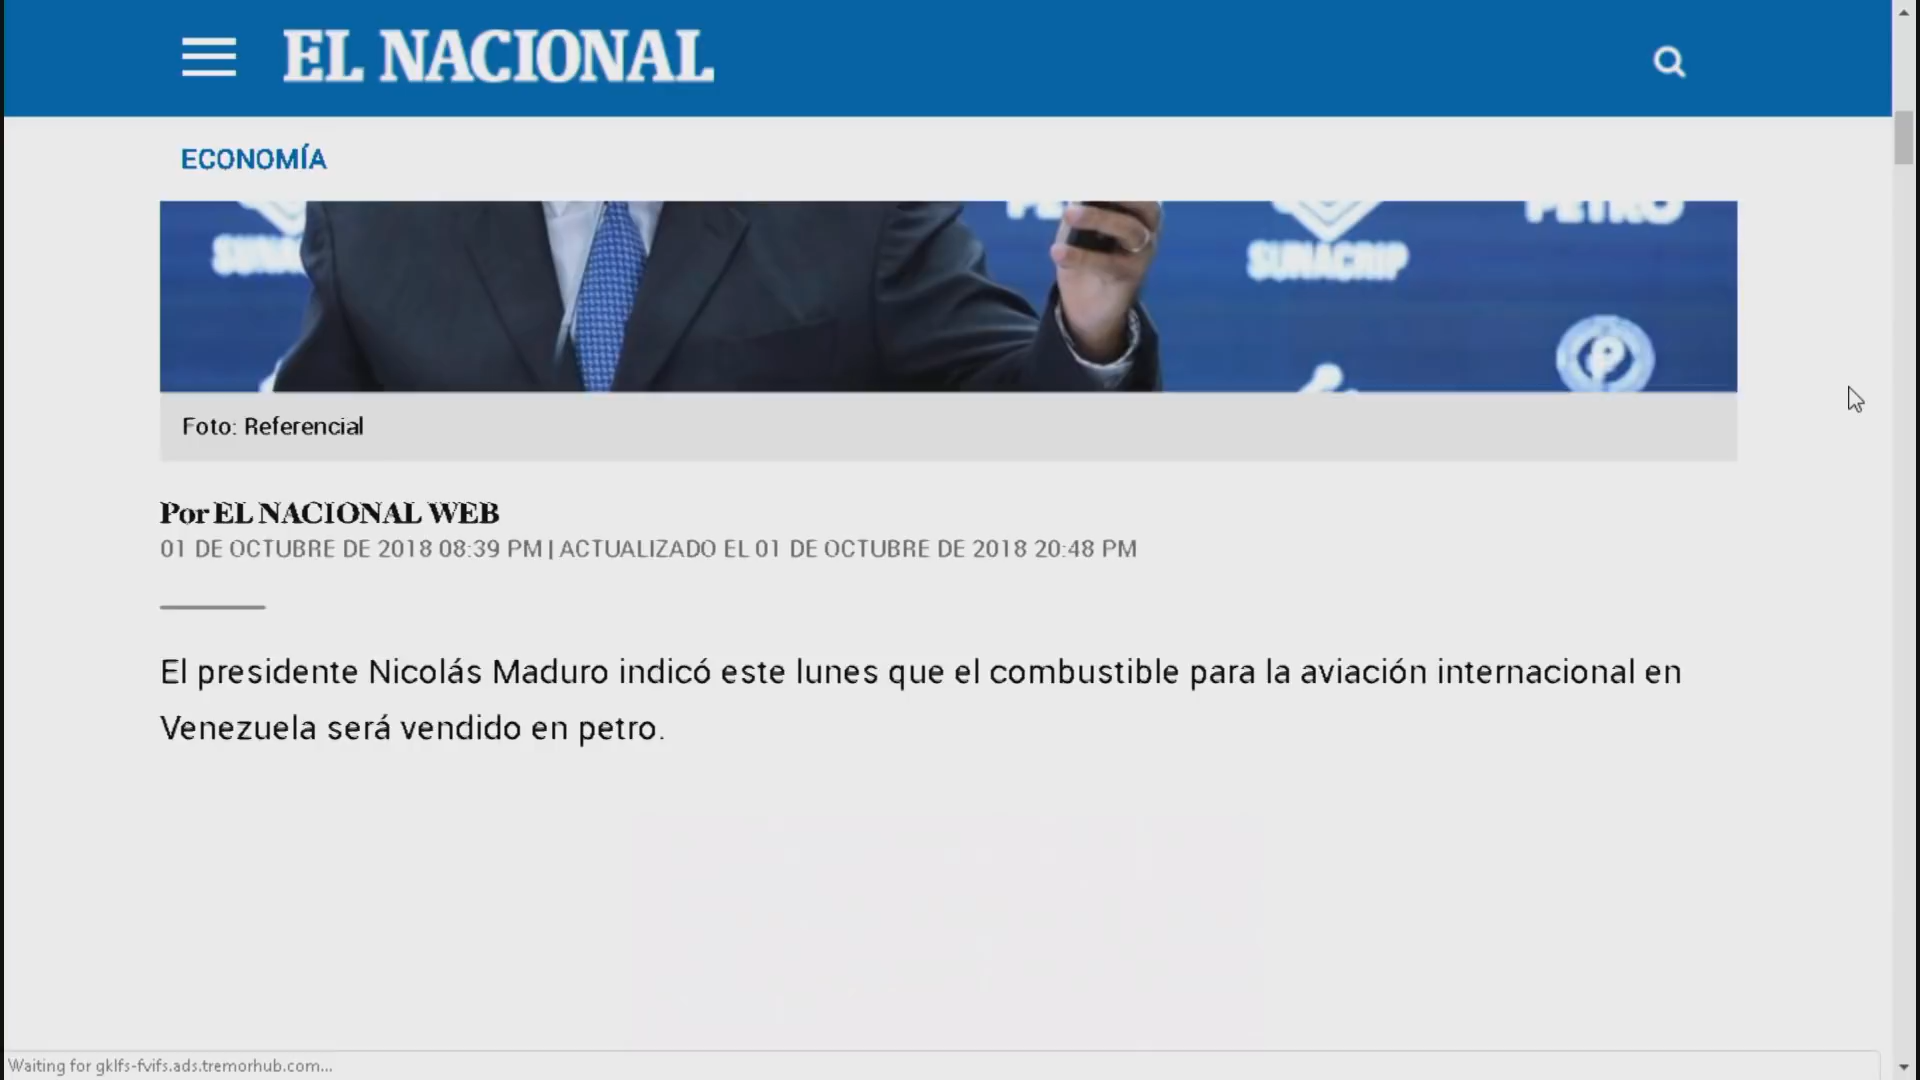 EL NACIONAL
ECONOMÍA
PETRO
SUNACRIP
Foto: Referencial
Por EL NACIONAL WEB
01 DE OCTUBRE DE 2018 08:39 PM | ACTUALIZADO EL 01 DE OCTUBRE DE 2018 20:48 PM
El presidente Nicolás Maduro indicó este lunes que el combustible para la aviación internacional en
Venezuela será vendido en petro.
Waiting for gklfs-fvifs.ads.tremorhub.com...